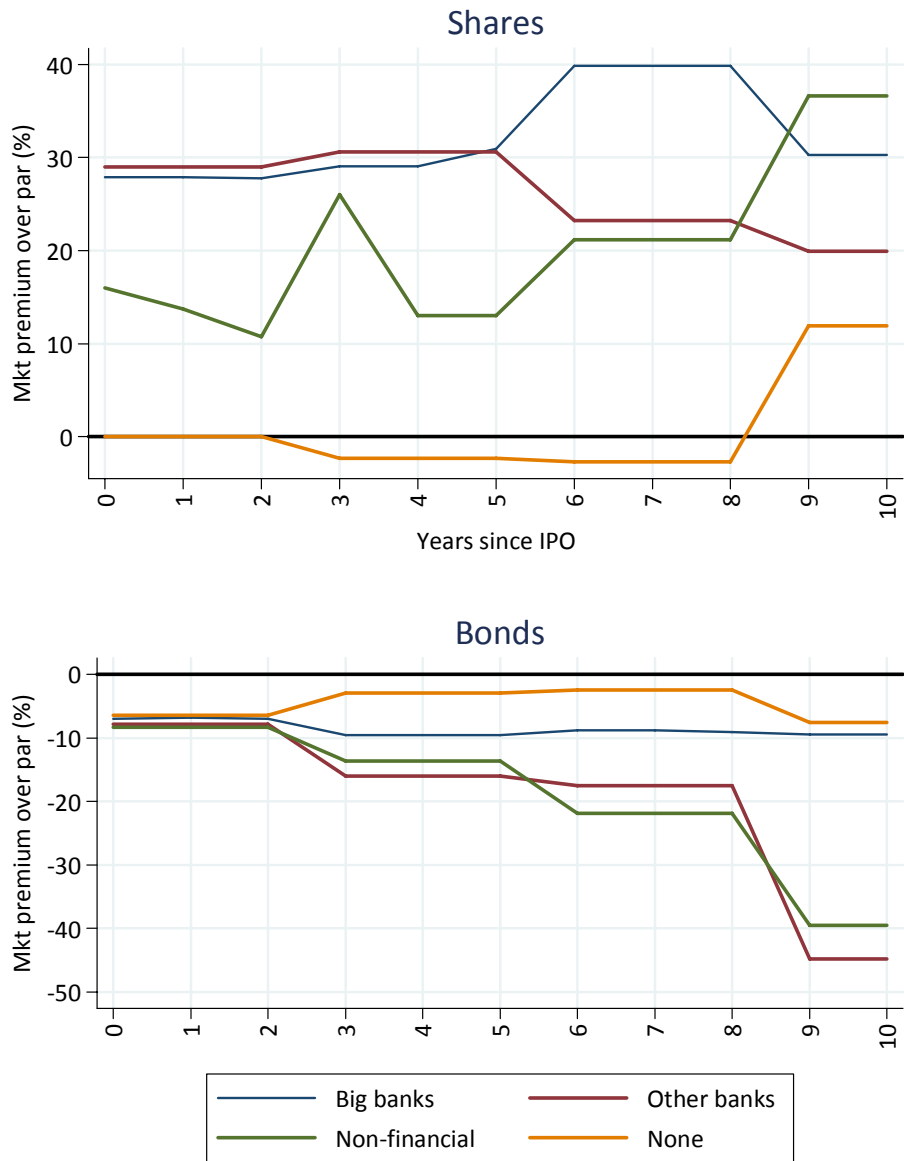 Shares
Mkt premium over par (%)
40
30
20
10
0
0 1 2 3 4 5 6 7 8 9 10
Years since IPO
Bonds
Mkt premium over par (%)
0
-10
-20
-30
-40
-50
0 1 2 3 4 5 6 7 8 9 10
Big banks Other banks
Non-financial None